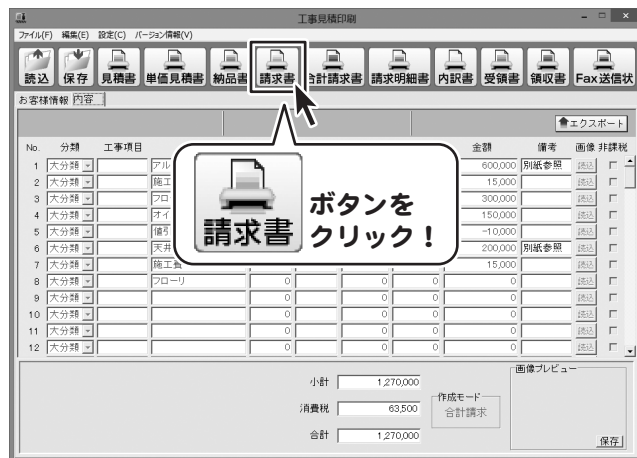 工事見積印刷
ファイル(F) 編集(E) 設定(C) バージョン情報(V)
読込 保存 見積書 単価見積書 納品書 請求書 合計請求書 請求明細書 内訳書 受領書 領収書 Fax送信状
お客様情報 内容
エクスポート
No. 分類 工事項目 金額 備考 画像 非課税
1 大分類 アル 600,000 別紙参照 読込
2 大分類 施工 15,000 読込
3 大分類 フロ 300,000 読込
4 大分類 オイ 150,000 読込
5 大分類 値引 -10,000 読込
6 大分類 天井 200,000 別紙参照 読込
7 大分類 施工費 15,000 読込
8 大分類 フローリ 0 0 0 0 読込
9 大分類 0 0 0 0 読込
10 大分類 0 0 0 0 読込
11 大分類 0 0 0 0 読込
12 大分類 0 0 0 0 読込
請求書
ボタンを
クリック!
小計 1,270,000
消費税 63,500
合計 1,270,000
作成モード
合計請求
画像プレビュー
保存